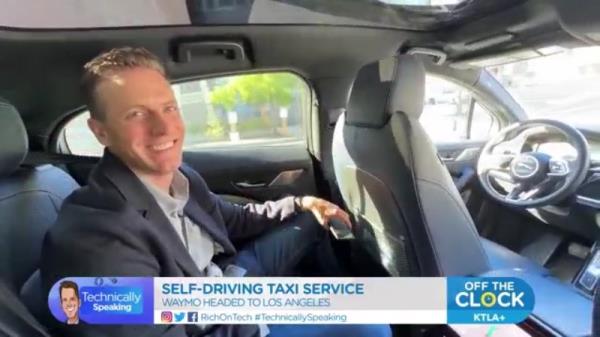 SELF-DRIVING TAXI SERVICE
WAYMO HEADED TO LOS ANGELES
Technically
Speaking
RichOnTech #TechnicallySpeaking
OFF THE
CLOCK
KTLA+